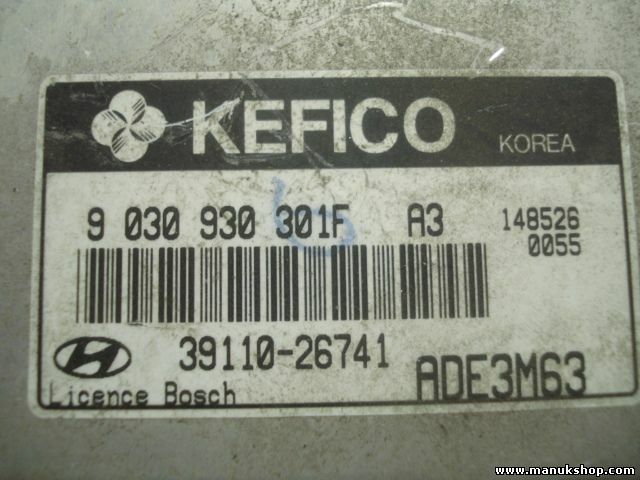 KEFICO KOREA
9 030 930 301F A3 148526
0055
39110-26741 ADE3M63
Licence Bosch
www.manukshop.com